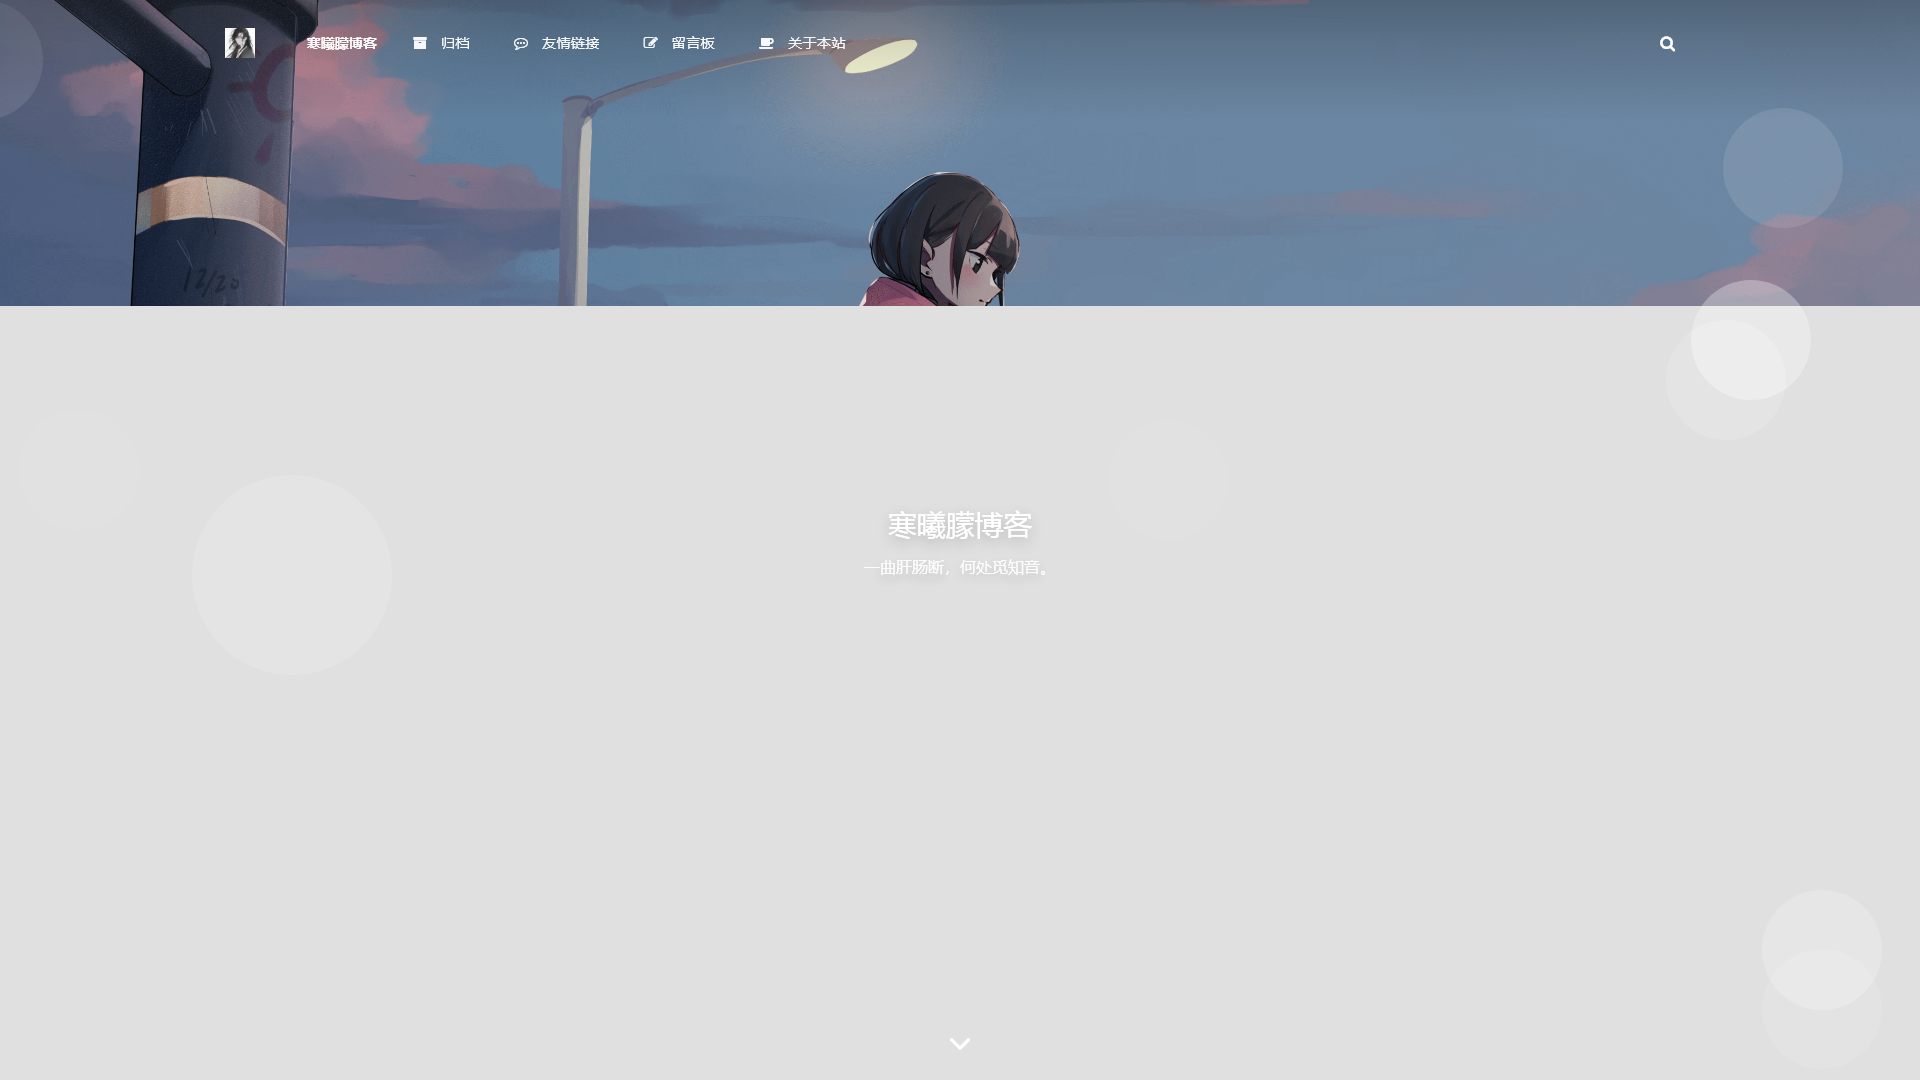 寒曦朦博客
归档
友情链接
留言板
关于本站
12/20
寒曦朦博客
一曲肝肠断，何处觅知音。